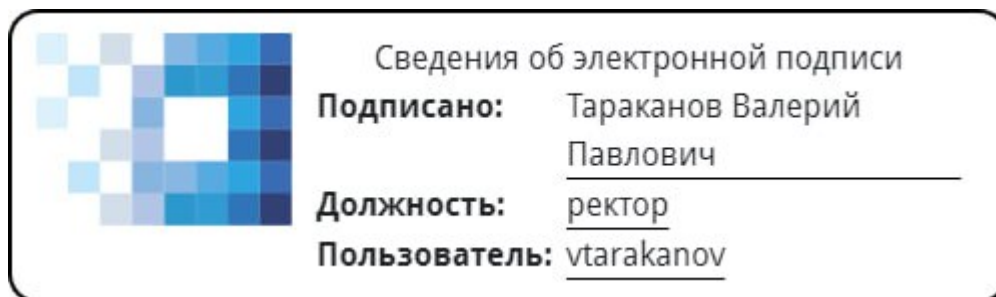 Сведения об электронной подписи
Подписано: Тараканов Валерий
Павлович
Должность: ректор
Пользователь: vtarakanov